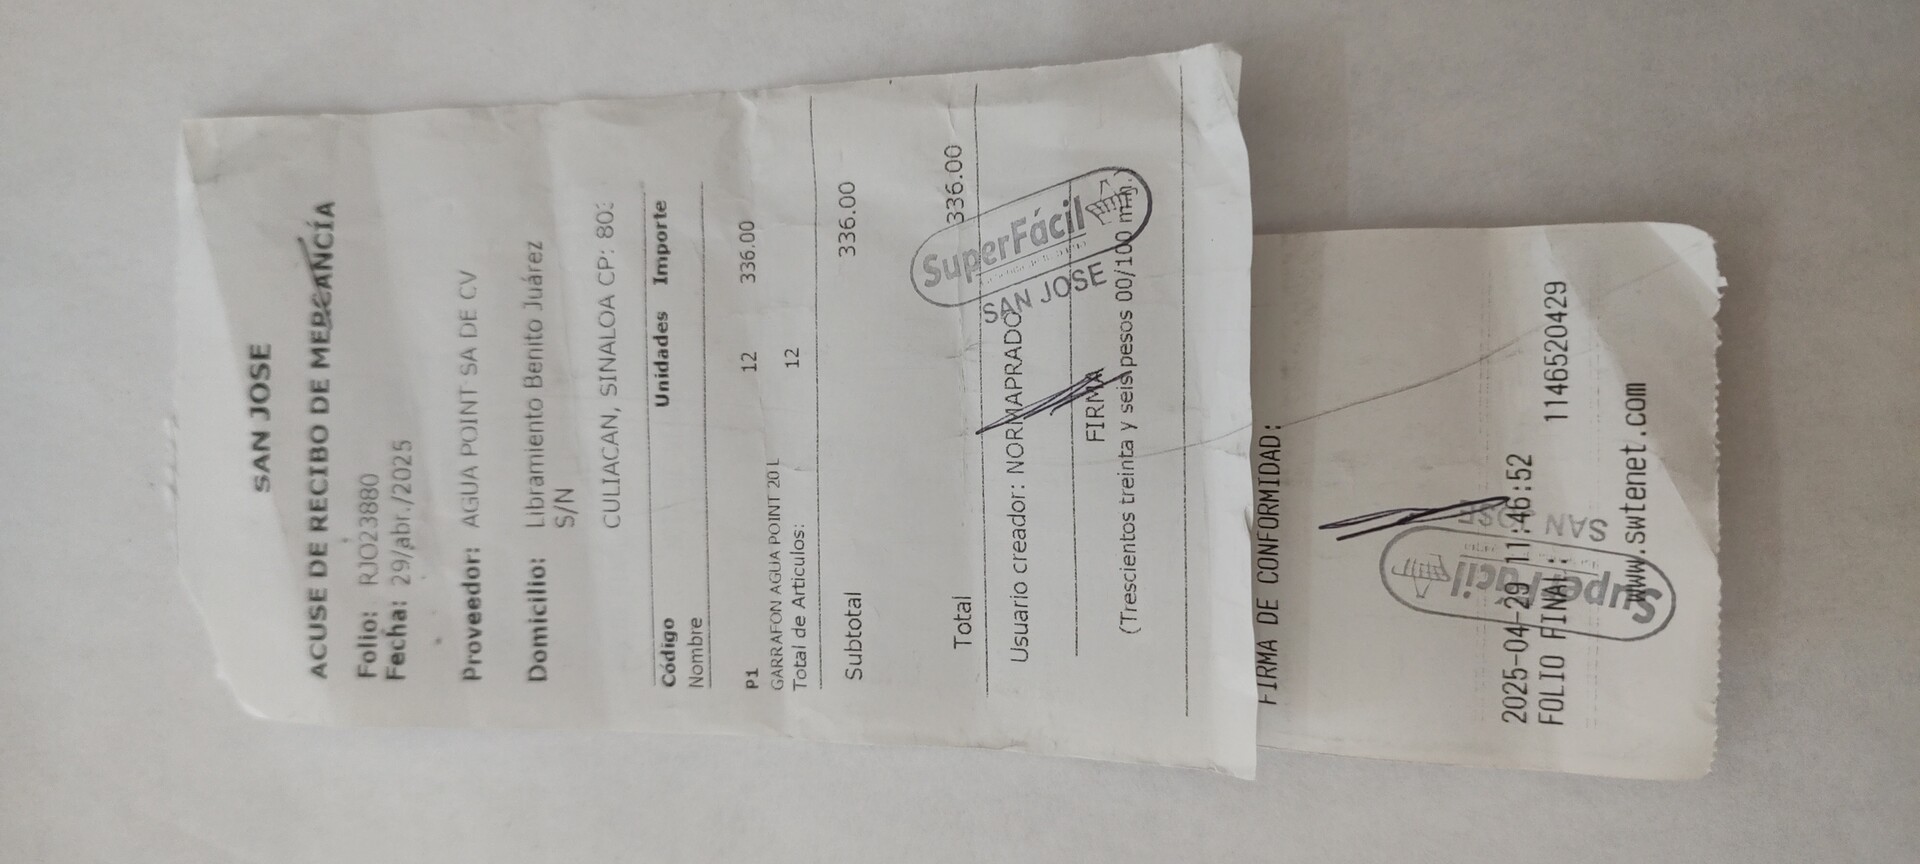 SAN JOSE
ACUSE DE RECIBO DE MERCANCÍA
Folio: RJO23880
Fecha: 29/abr./2025
Proveedor: AGUA POINT SA DE CV
Domicilio: Libramiento Benito Juárez
S/N
CULIACAN, SINALOA CP: 803
Código Unidades Importe
Nombre
P1 12 336.00
GARRAFON AGUA POINT 20 L
Total de Articulos: 12
Subtotal 336.00
Total 336.00
SuperFácil
SAN JOSE
Usuario creador: NORMAPRADO
FIRMA
(Trescientos treinta y seis pesos 00/100 m.n.)
FIRMA DE CONFORMIDAD:
SAN JOSE
SuperFácil
2025-04-29 11:46:52
FOLIO FINAL: 1146520429
www.swtenet.com